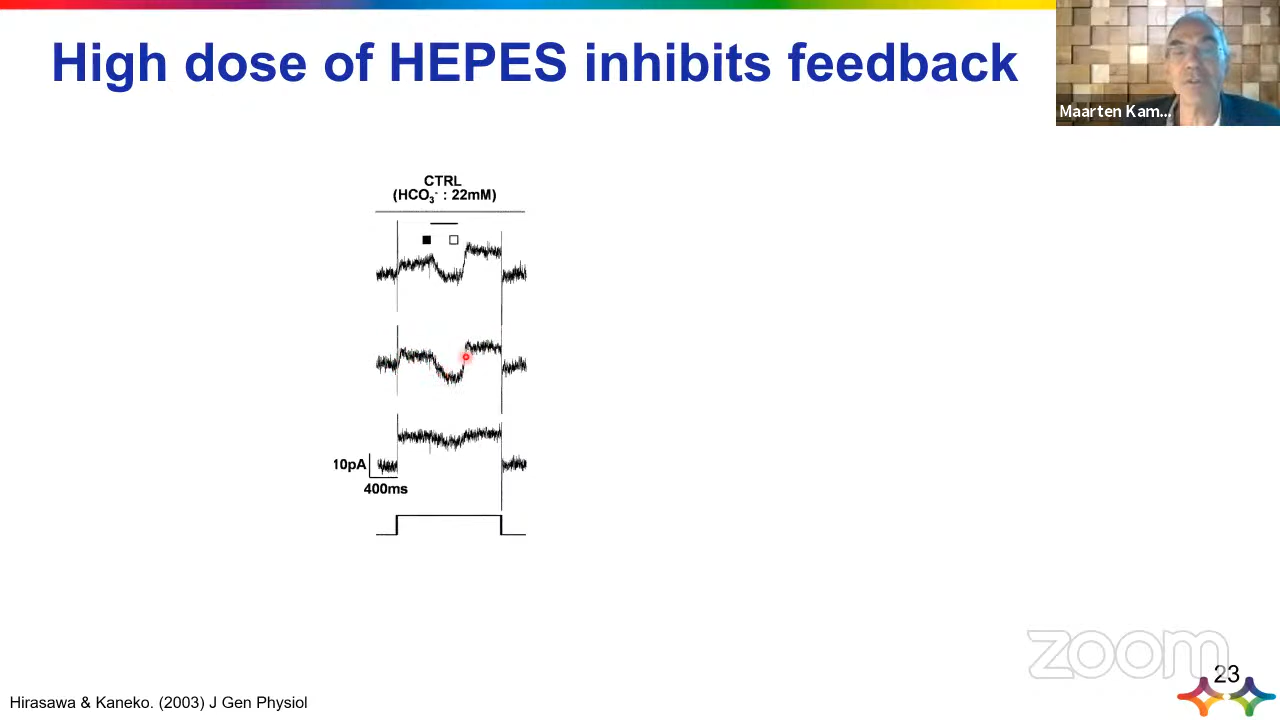 High dose of HEPES inhibits feedback
Maarten Kam...
CTRL
(HCO₃⁻ : 22mM)
10pA
400ms
zoom
23
Hirasawa & Kaneko. (2003) J Gen Physiol